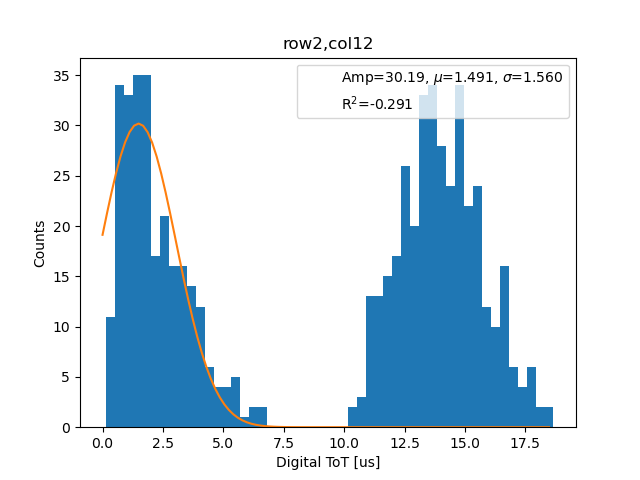 row2,col12
Amp=30.19, μ=1.491, σ=1.560
R²=-0.291
35
30
25
20
15
10
5
0
Counts
0.0 2.5 5.0 7.5 10.0 12.5 15.0 17.5
Digital ToT [us]